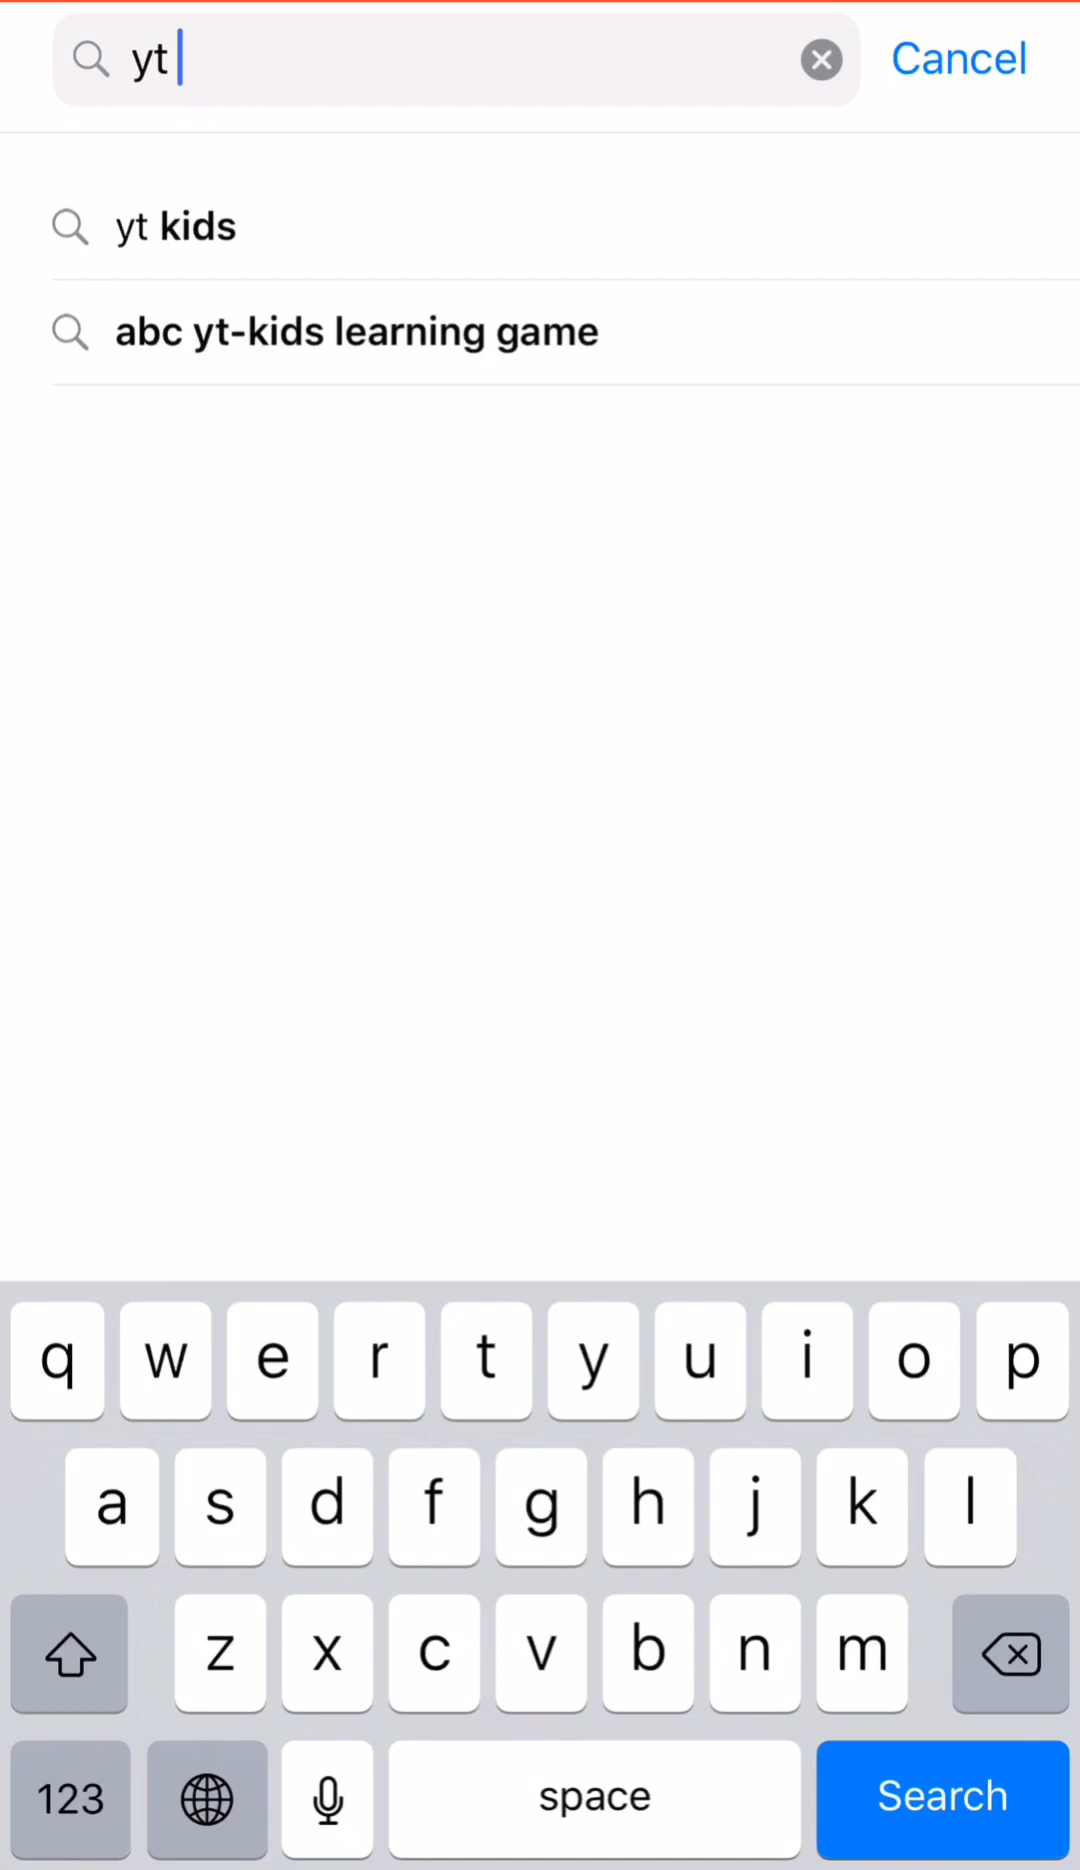 yt
Cancel
yt kids
abc yt-kids learning game
q w e r t y u i o p
a s d f g h j k l
z x c v b n m
123 space Search